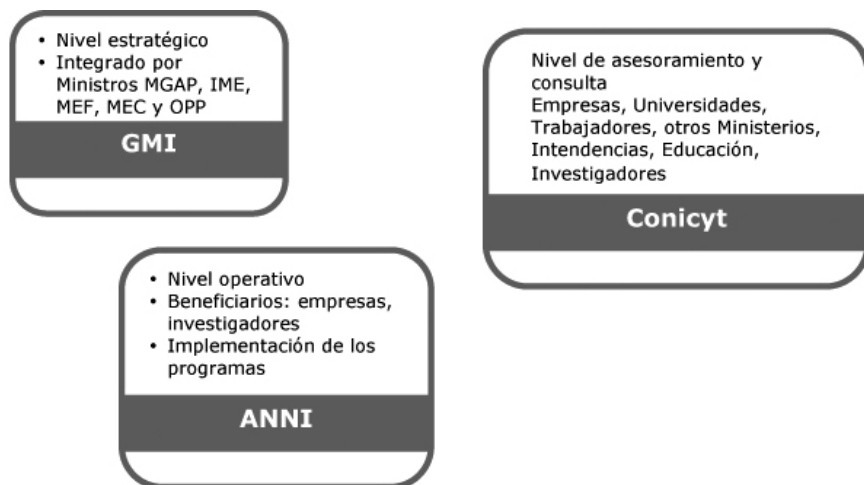 • Nivel estratégico
• Integrado por
Ministros MGAP, IME,
MEF, MEC y OPP
GMI
Nivel de asesoramiento y
consulta
Empresas, Universidades,
Trabajadores, otros Ministerios,
Intendencias, Educación,
Investigadores
Conicyt
• Nivel operativo
• Beneficiarios: empresas,
investigadores
• Implementación de los
programas
ANNI